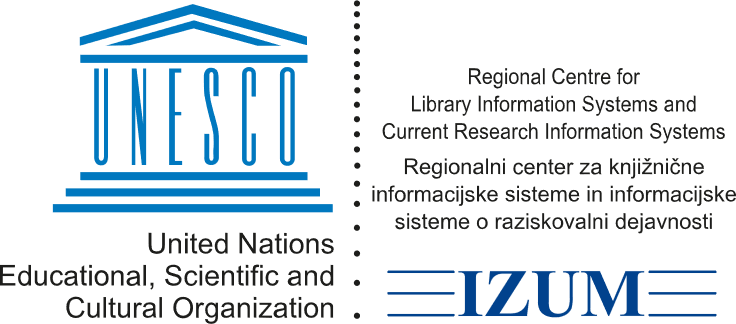 UNESCO
United Nations
Educational, Scientific and
Cultural Organization
Regional Centre for
Library Information Systems and
Current Research Information Systems
Regionalni center za knjižnične
informacijske sisteme in informacijske
sisteme o raziskovalni dejavnosti
IZUM